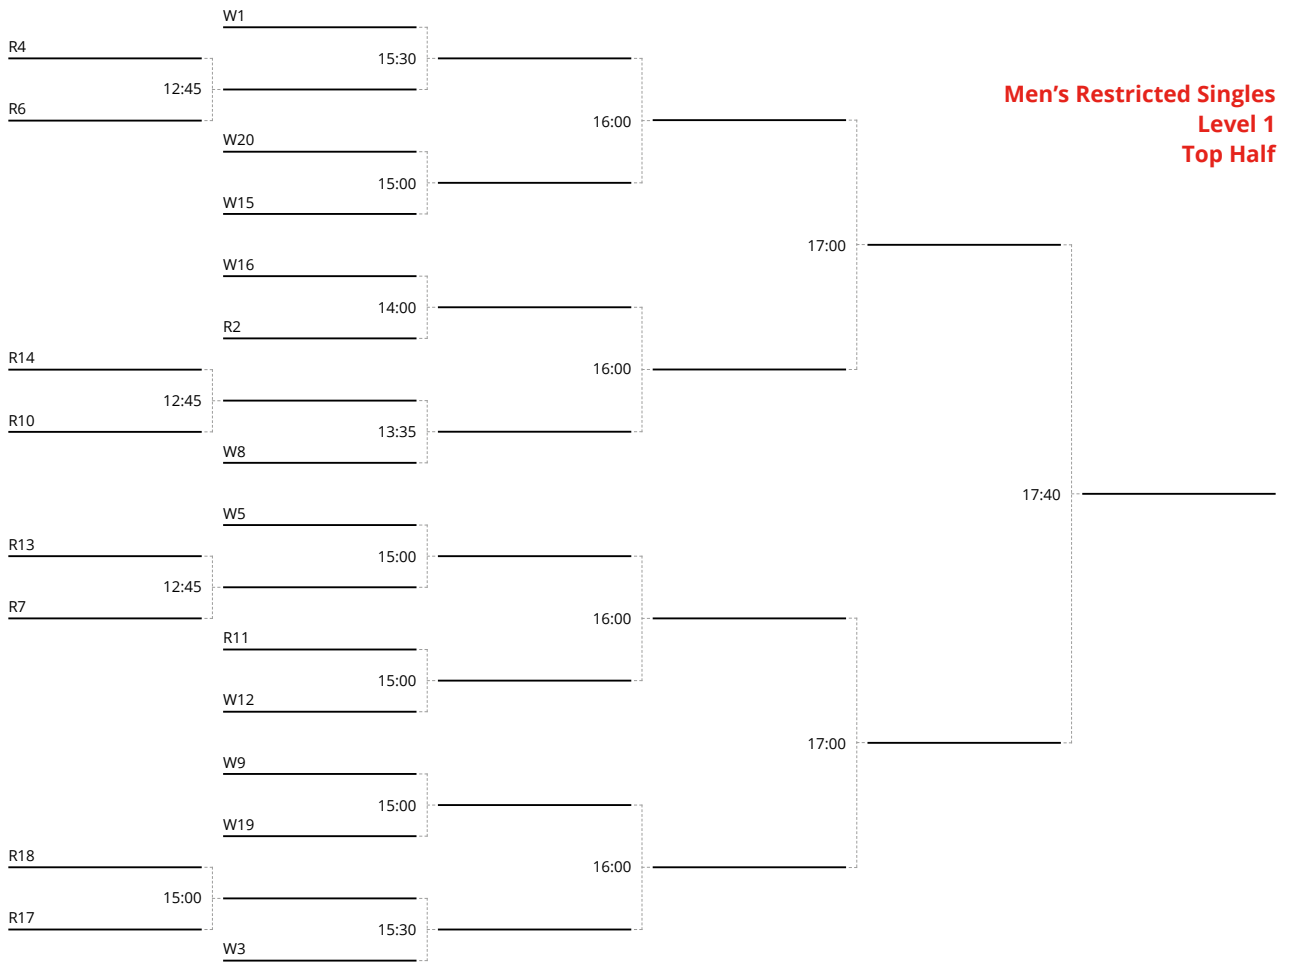 W1
R4
15:30
12:45
R6
16:00
W20
15:00
W15
Men's Restricted Singles
Level 1
Top Half
17:00
W16
14:00
R2
R14
16:00
12:45
R10
13:35
W8
17:40
W5
R13
15:00
12:45
R7
16:00
R11
15:00
W12
17:00
W9
15:00
W19
R18
16:00
15:00
R17
15:30
W3